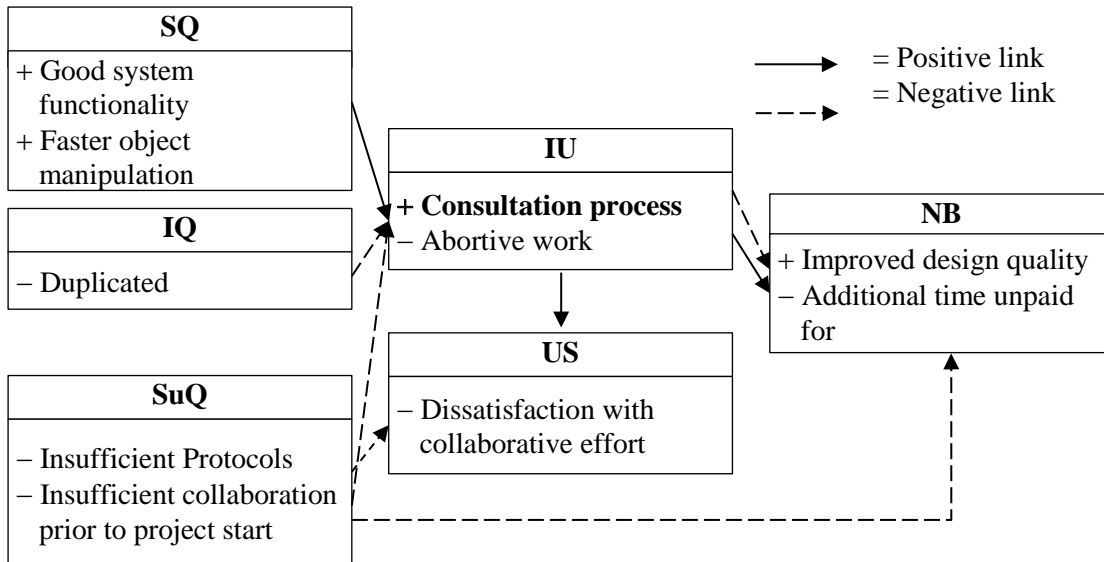 SQ
+ Good system
functionality
+ Faster object
manipulation
IQ
− Duplicated
SuQ
− Insufficient Protocols
− Insufficient collaboration
prior to project start
IU
+ Consultation process
− Abortive work
US
− Dissatisfaction with
collaborative effort
= Positive link
= Negative link
NB
+ Improved design quality
− Additional time unpaid
for